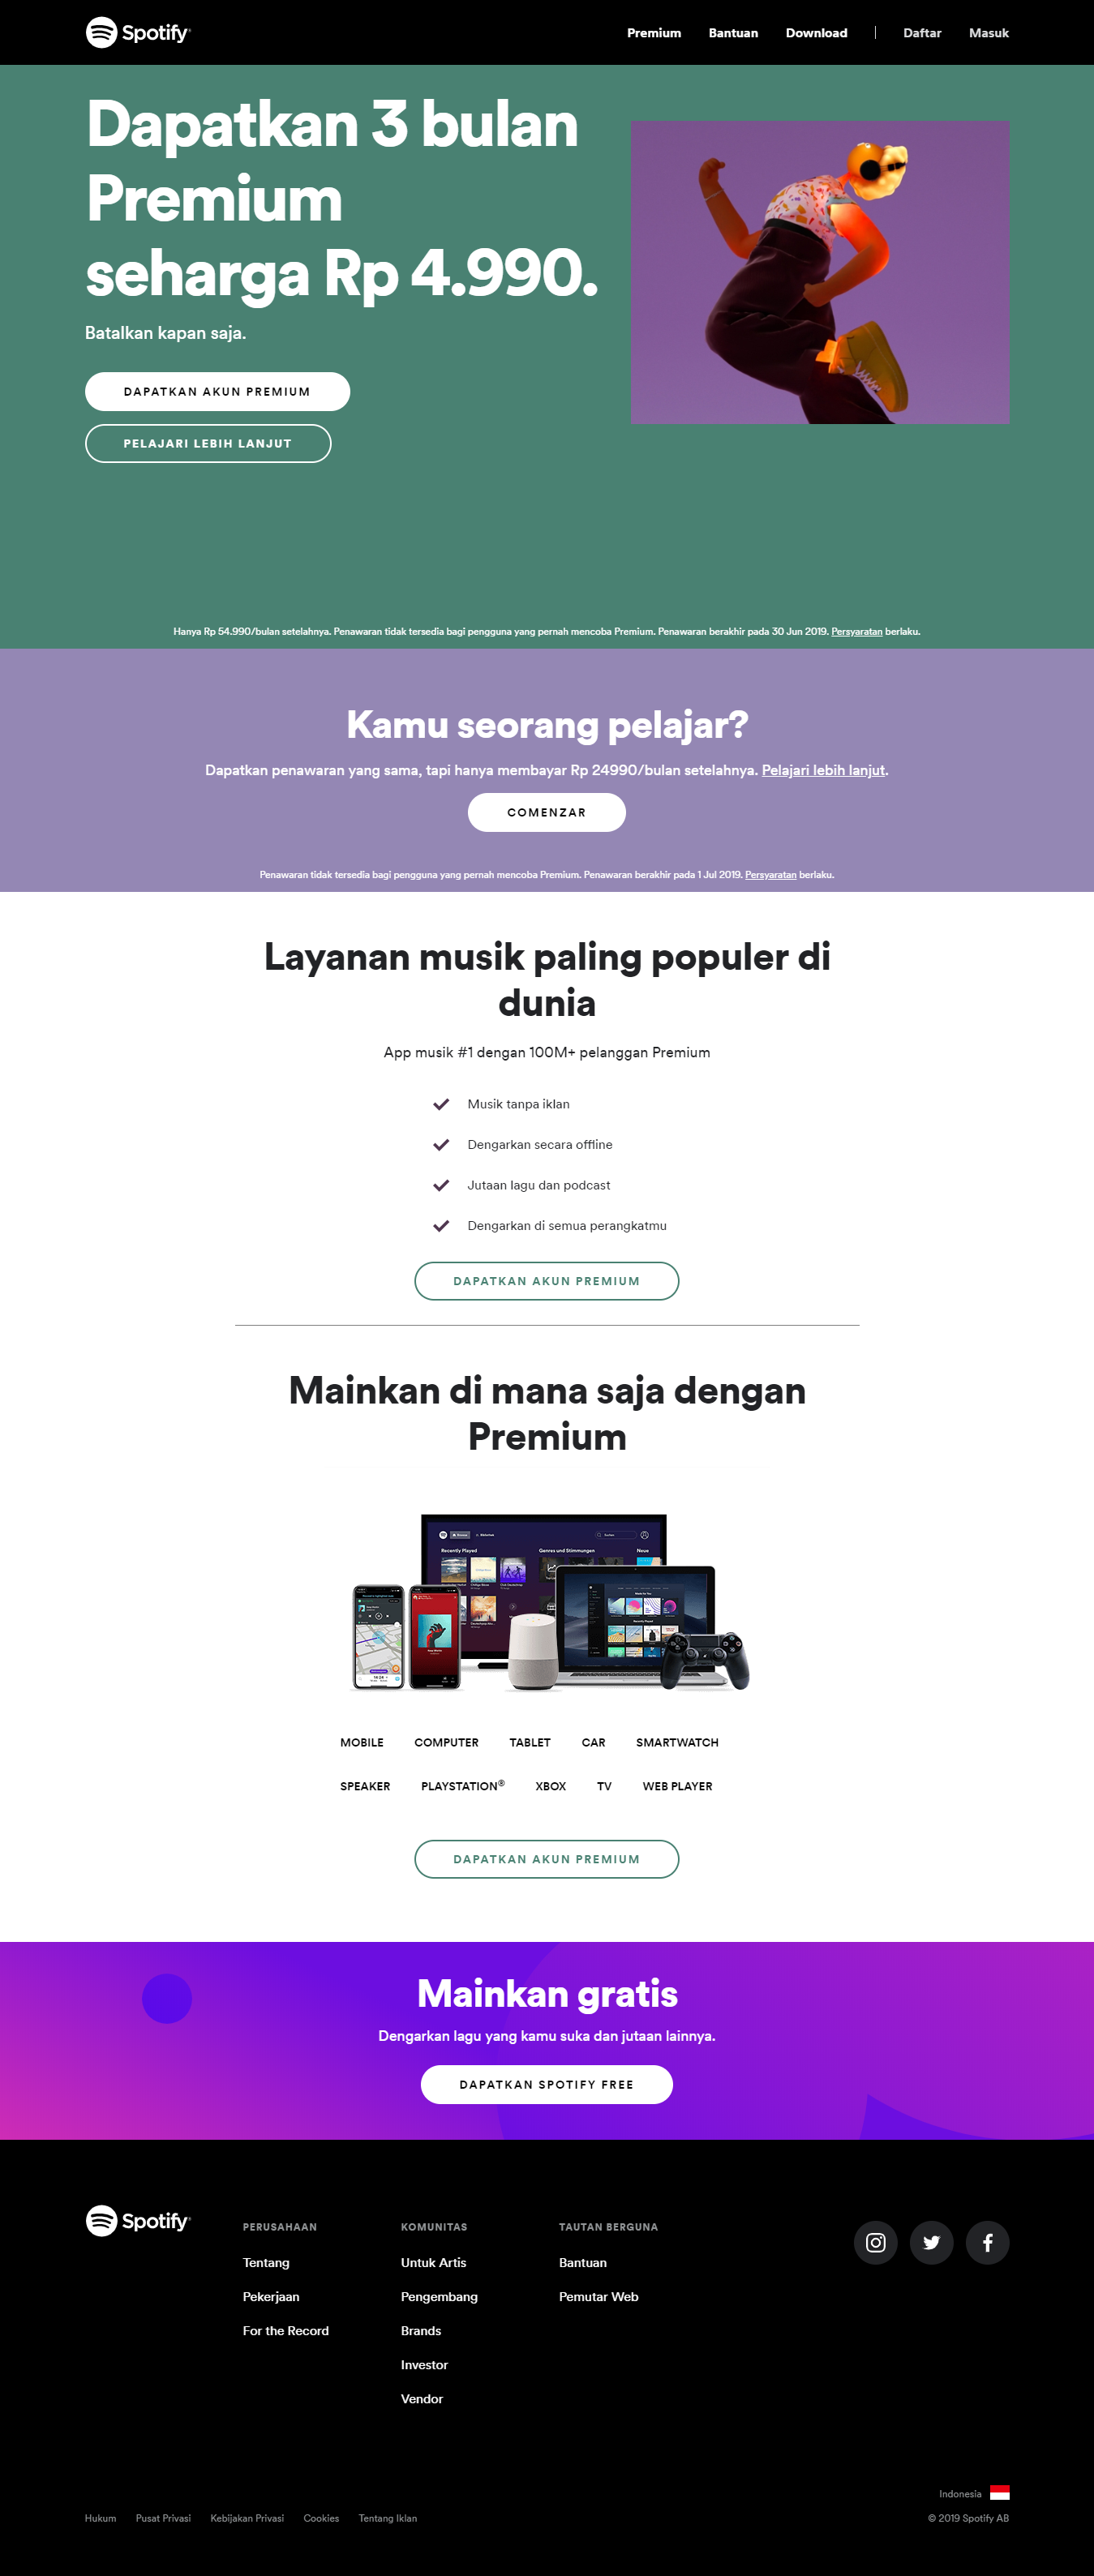 Spotify®
Premium Bantuan Download Daftar Masuk
Dapatkan 3 bulan
Premium
seharga Rp 4.990.
Batalkan kapan saja.
DAPATKAN AKUN PREMIUM
PELAJARI LEBIH LANJUT
Hanya Rp 54.990/bulan setelahnya. Penawaran tidak tersedia bagi pengguna yang pernah mencoba Premium. Penawaran berakhir pada 30 Jun 2019. Persyaratan berlaku.
Kamu seorang pelajar?
Dapatkan penawaran yang sama, tapi hanya membayar Rp 24990/bulan setelahnya. Pelajari lebih lanjut.
COMENZAR
Penawaran tidak tersedia bagi pengguna yang pernah mencoba Premium. Penawaran berakhir pada 1 Jul 2019. Persyaratan berlaku.
Layanan musik paling populer di
dunia
App musik #1 dengan 100M+ pelanggan Premium
Musik tanpa iklan
Dengarkan secara offline
Jutaan lagu dan podcast
Dengarkan di semua perangkatmu
DAPATKAN AKUN PREMIUM
Mainkan di mana saja dengan
Premium
Recently Played Genres und Stimmungen Neue
MOBILE COMPUTER TABLET CAR SMARTWATCH
SPEAKER PLAYSTATION® XBOX TV WEB PLAYER
DAPATKAN AKUN PREMIUM
Mainkan gratis
Dengarkan lagu yang kamu suka dan jutaan lainnya.
DAPATKAN SPOTIFY FREE
Spotify®
PERUSAHAAN
Tentang
Pekerjaan
For the Record
KOMUNITAS
Untuk Artis
Pengembang
Brands
Investor
Vendor
TAUTAN BERGUNA
Bantuan
Pemutar Web
Indonesia
Hukum Pusat Privasi Kebijakan Privasi Cookies Tentang Iklan
© 2019 Spotify AB